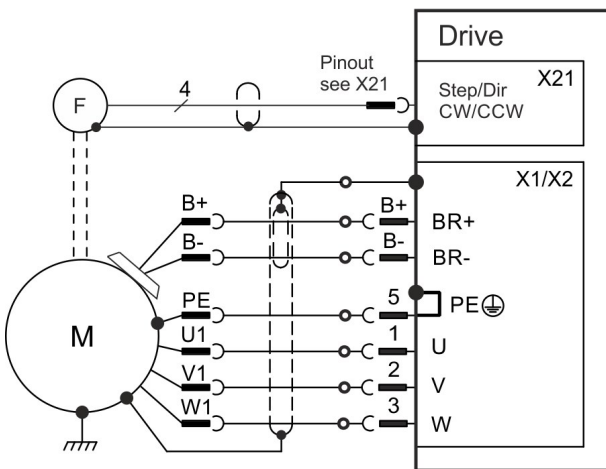 Drive
Pinout
see X21
X21
Step/Dir
CW/CCW
F
4
X1/X2
B+
B+
BR+
B-
B-
BR-
PE
5
PE
M
U1
1
U
V1
2
V
W1
3
W